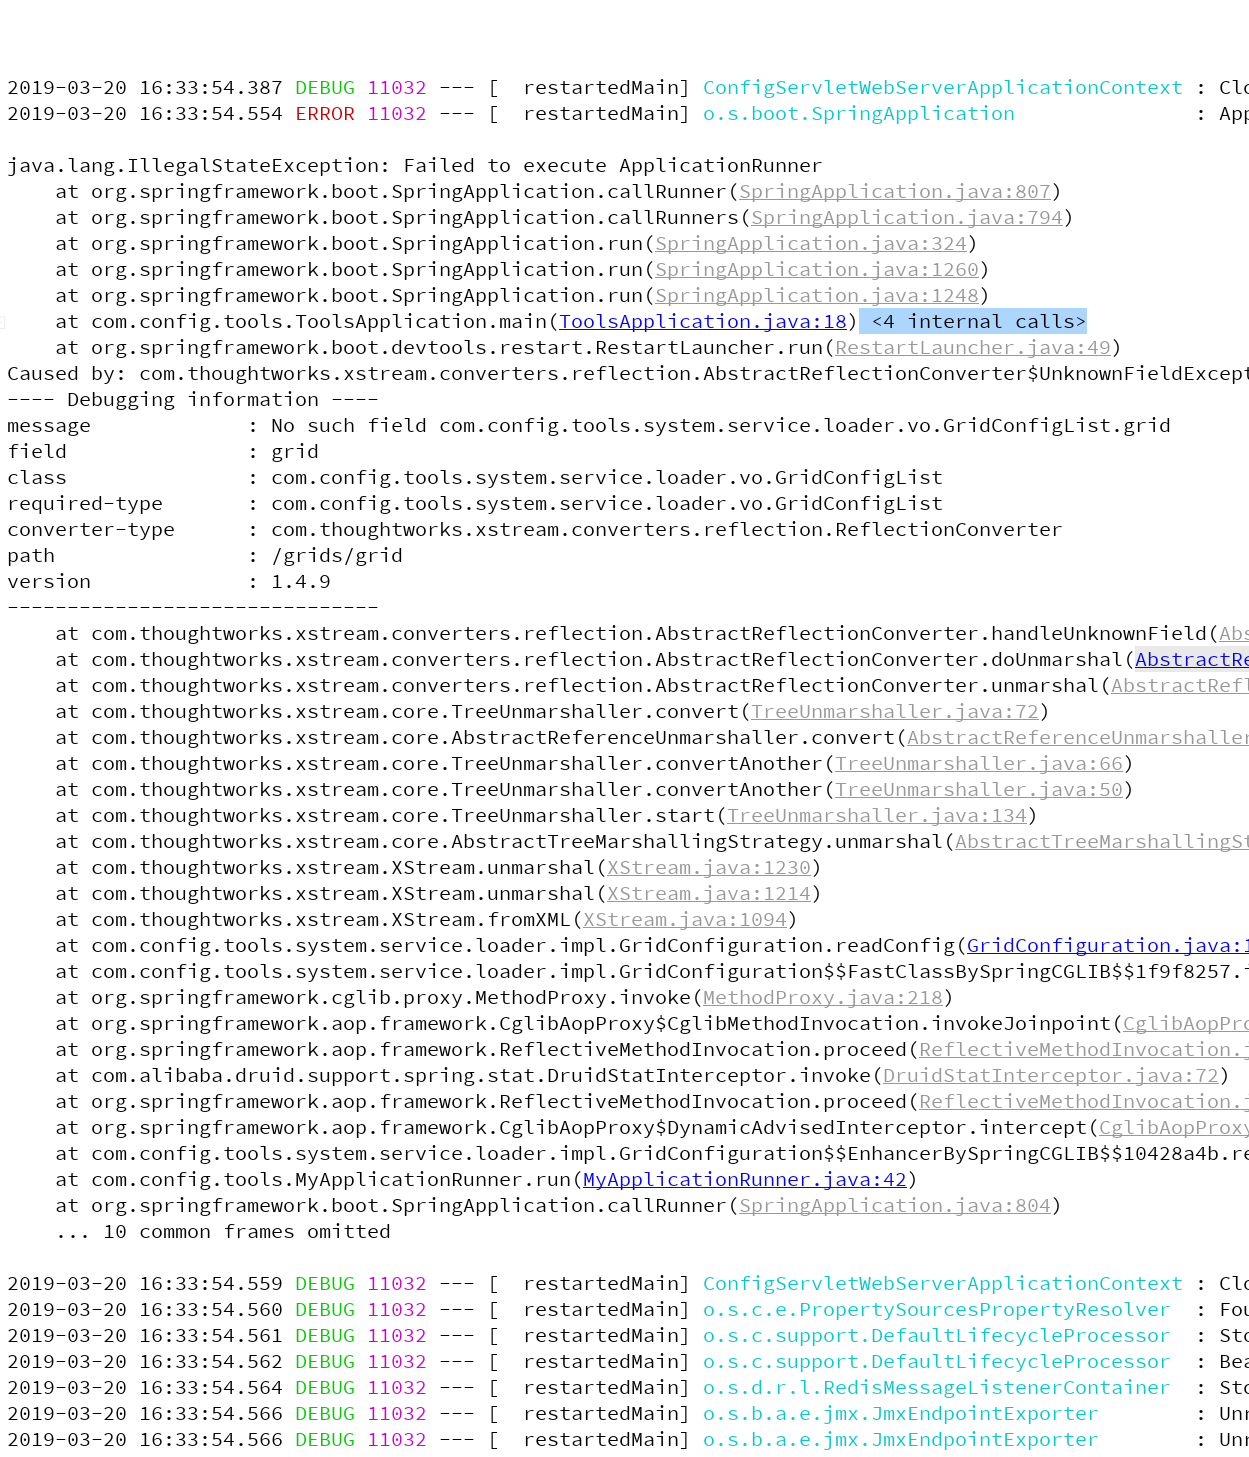 2019-03-20 16:33:54.387 DEBUG 11032 --- [  restartedMain] ConfigServletWebServerApplicationContext : Clo
2019-03-20 16:33:54.554 ERROR 11032 --- [  restartedMain] o.s.boot.SpringApplication               : App
java.lang.IllegalStateException: Failed to execute ApplicationRunner
    at org.springframework.boot.SpringApplication.callRunner(SpringApplication.java:807)
    at org.springframework.boot.SpringApplication.callRunners(SpringApplication.java:794)
    at org.springframework.boot.SpringApplication.run(SpringApplication.java:324)
    at org.springframework.boot.SpringApplication.run(SpringApplication.java:1260)
    at org.springframework.boot.SpringApplication.run(SpringApplication.java:1248)
    at com.config.tools.ToolsApplication.main(ToolsApplication.java:18) <4 internal calls>
    at org.springframework.boot.devtools.restart.RestartLauncher.run(RestartLauncher.java:49)
Caused by: com.thoughtworks.xstream.converters.reflection.AbstractReflectionConverter$UnknownFieldExcept
---- Debugging information ----
message             : No such field com.config.tools.system.service.loader.vo.GridConfigList.grid
field               : grid
class               : com.config.tools.system.service.loader.vo.GridConfigList
required-type       : com.config.tools.system.service.loader.vo.GridConfigList
converter-type      : com.thoughtworks.xstream.converters.reflection.ReflectionConverter
path                : /grids/grid
version             : 1.4.9
-------------------------------
    at com.thoughtworks.xstream.converters.reflection.AbstractReflectionConverter.handleUnknownField(Abs
    at com.thoughtworks.xstream.converters.reflection.AbstractReflectionConverter.doUnmarshal(AbstractRe
    at com.thoughtworks.xstream.converters.reflection.AbstractReflectionConverter.unmarshal(AbstractRefl
    at com.thoughtworks.xstream.core.TreeUnmarshaller.convert(TreeUnmarshaller.java:72)
    at com.thoughtworks.xstream.core.AbstractReferenceUnmarshaller.convert(AbstractReferenceUnmarshaller
    at com.thoughtworks.xstream.core.TreeUnmarshaller.convertAnother(TreeUnmarshaller.java:66)
    at com.thoughtworks.xstream.core.TreeUnmarshaller.convertAnother(TreeUnmarshaller.java:50)
    at com.thoughtworks.xstream.core.TreeUnmarshaller.start(TreeUnmarshaller.java:134)
    at com.thoughtworks.xstream.core.AbstractTreeMarshallingStrategy.unmarshal(AbstractTreeMarshallingSt
    at com.thoughtworks.xstream.XStream.unmarshal(XStream.java:1230)
    at com.thoughtworks.xstream.XStream.unmarshal(XStream.java:1214)
    at com.thoughtworks.xstream.XStream.fromXML(XStream.java:1094)
    at com.config.tools.system.service.loader.impl.GridConfiguration.readConfig(GridConfiguration.java:1
    at com.config.tools.system.service.loader.impl.GridConfiguration$$FastClassBySpringCGLIB$$1f9f8257.i
    at org.springframework.cglib.proxy.MethodProxy.invoke(MethodProxy.java:218)
    at org.springframework.aop.framework.CglibAopProxy$CglibMethodInvocation.invokeJoinpoint(CglibAopPro
    at org.springframework.aop.framework.ReflectiveMethodInvocation.proceed(ReflectiveMethodInvocation.j
    at com.alibaba.druid.support.spring.stat.DruidStatInterceptor.invoke(DruidStatInterceptor.java:72)
    at org.springframework.aop.framework.ReflectiveMethodInvocation.proceed(ReflectiveMethodInvocation.j
    at org.springframework.aop.framework.CglibAopProxy$DynamicAdvisedInterceptor.intercept(CglibAopProxy
    at com.config.tools.system.service.loader.impl.GridConfiguration$$EnhancerBySpringCGLIB$$10428a4b.re
    at com.config.tools.MyApplicationRunner.run(MyApplicationRunner.java:42)
    at org.springframework.boot.SpringApplication.callRunner(SpringApplication.java:804)
    ... 10 common frames omitted
2019-03-20 16:33:54.559 DEBUG 11032 --- [  restartedMain] ConfigServletWebServerApplicationContext : Clo
2019-03-20 16:33:54.560 DEBUG 11032 --- [  restartedMain] o.s.c.e.PropertySourcesPropertyResolver  : Fou
2019-03-20 16:33:54.561 DEBUG 11032 --- [  restartedMain] o.s.c.support.DefaultLifecycleProcessor  : Sto
2019-03-20 16:33:54.562 DEBUG 11032 --- [  restartedMain] o.s.c.support.DefaultLifecycleProcessor  : Bea
2019-03-20 16:33:54.564 DEBUG 11032 --- [  restartedMain] o.s.d.r.l.RedisMessageListenerContainer  : Sto
2019-03-20 16:33:54.566 DEBUG 11032 --- [  restartedMain] o.s.b.a.e.jmx.JmxEndpointExporter        : Unr
2019-03-20 16:33:54.566 DEBUG 11032 --- [  restartedMain] o.s.b.a.e.jmx.JmxEndpointExporter        : Unr